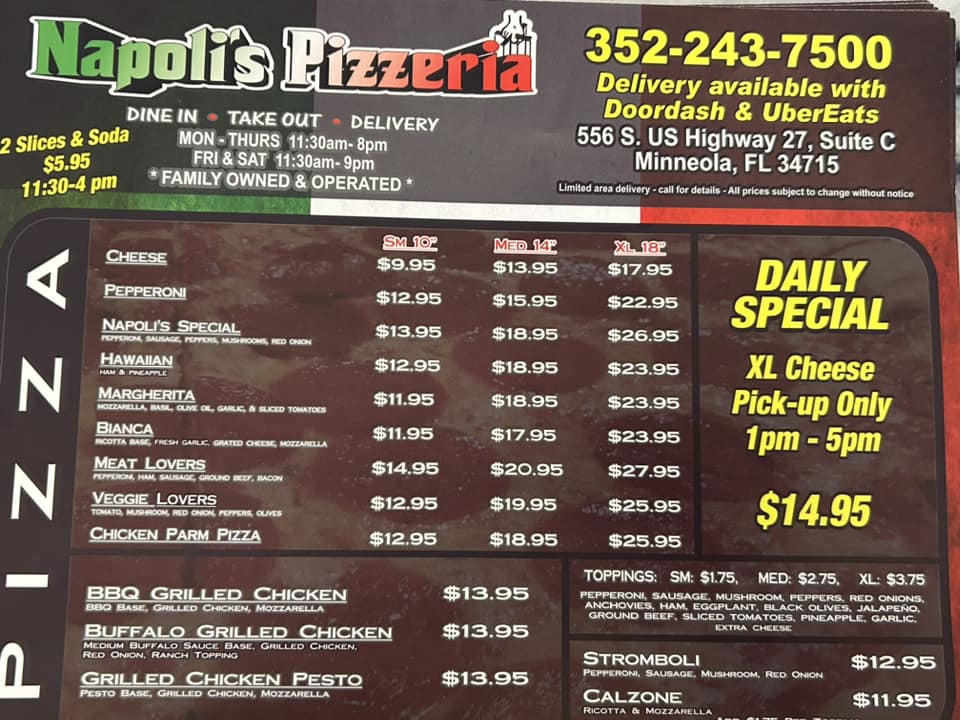 Napoli's Pizzeria
352-243-7500
Delivery available with
Doordash & UberEats
556 S. US Highway 27, Suite C
Minneola, FL 34715
Limited area delivery - call for details - All prices subject to change without notice
DINE IN • TAKE OUT • DELIVERY
MON - THURS 11:30am- 8pm
FRI & SAT 11:30am- 9pm
* FAMILY OWNED & OPERATED *
2 Slices & Soda
$5.95
11:30-4 pm
PIZZA
SM 10" MED 14" XL 18"
CHEESE $9.95 $13.95 $17.95
PEPPERONI $12.95 $15.95 $22.95
NAPOLI'S SPECIAL $13.95 $18.95 $26.95
PEPPERONI, SAUSAGE, PEPPERS, MUSHROOMS, RED ONION
HAWAIIAN $12.95 $18.95 $23.95
HAM & PINEAPPLE
MARGHERITA $11.95 $18.95 $23.95
MOZZARELLA, BASIL, OLIVE OIL, GARLIC, & SLICED TOMATOES
BIANCA $11.95 $17.95 $23.95
RICOTTA BASE, FRESH GARLIC, GRATED CHEESE, MOZZARELLA
MEAT LOVERS $14.95 $20.95 $27.95
PEPPERONI, HAM, SAUSAGE, GROUND BEEF, BACON
VEGGIE LOVERS $12.95 $19.95 $25.95
TOMATO, MUSHROOM, RED ONION, PEPPERS, OLIVES
CHICKEN PARM PIZZA $12.95 $18.95 $25.95
DAILY
SPECIAL
XL Cheese
Pick-up Only
1pm - 5pm
$14.95
BBQ GRILLED CHICKEN $13.95
BBQ BASE, GRILLED CHICKEN, MOZZARELLA
BUFFALO GRILLED CHICKEN $13.95
MEDIUM BUFFALO SAUCE BASE, GRILLED CHICKEN,
RED ONION, RANCH TOPPING
GRILLED CHICKEN PESTO $13.95
PESTO BASE, GRILLED CHICKEN, MOZZARELLA
TOPPINGS: SM: $1.75, MED: $2.75, XL: $3.75
PEPPERONI, SAUSAGE, MUSHROOM, PEPPERS, RED ONIONS,
ANCHOVIES, HAM, EGGPLANT, BLACK OLIVES, JALAPEÑO,
GROUND BEEF, SLICED TOMATOES, PINEAPPLE, GARLIC,
EXTRA CHEESE
STROMBOLI $12.95
PEPPERONI, SAUSAGE, MUSHROOM, RED ONION
CALZONE $11.95
RICOTTA & MOZZARELLA